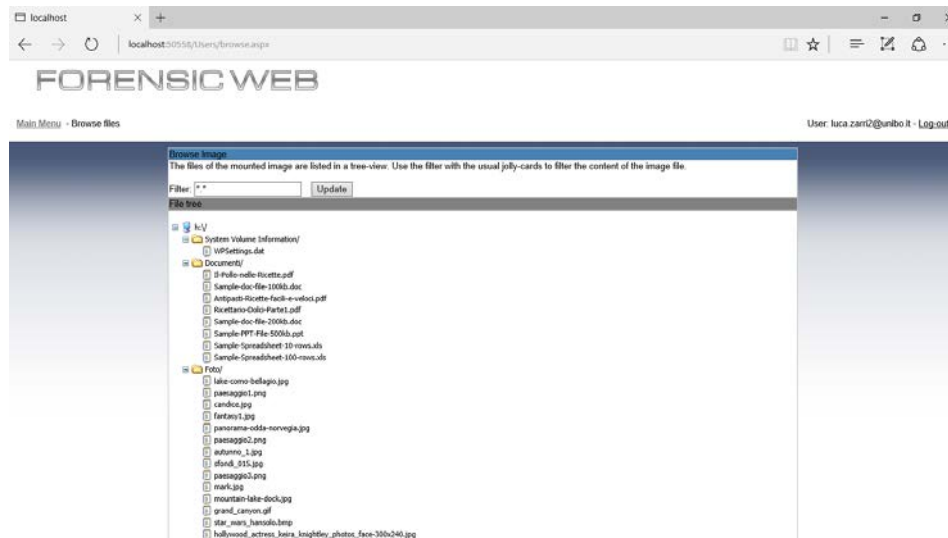 localhost
localhost:50558/Users/browse.aspx
FORENSIC WEB
Main Menu - Browse files
User: luca.zarri2@unibo.it - Log-out
Browse Image
The files of the mounted image are listed in a tree-view. Use the filter with the usual jolly-cards to filter the content of the image file.
Filter: *.* Update
File tree
h:\/
System Volume Information/
WPSettings.dat
Documenti/
Il-Pollo-nelle-Ricette.pdf
Sample-doc-file-100kb.doc
Antipasti-Ricette-facili-e-veloci.pdf
Ricettario-Dolci-Parte1.pdf
Sample-doc-file-200kb.doc
Sample-PPT-File-500kb.ppt
Sample-Spreadsheet-10-rows.xls
Sample-Spreadsheet-100-rows.xls
Foto/
lake-como-bellagio.jpg
paesaggio1.png
candice.jpg
fantasy1.jpg
panorama-odda-norvegia.jpg
paesaggio2.png
autunno_1.jpg
sfondi_015.jpg
paesaggio3.png
mark.jpg
mountain-lake-dock.jpg
grand_canyon.gif
star_wars_hansolo.bmp
hollywood_actress_keira_knightley_photos_face-300x240.jpg